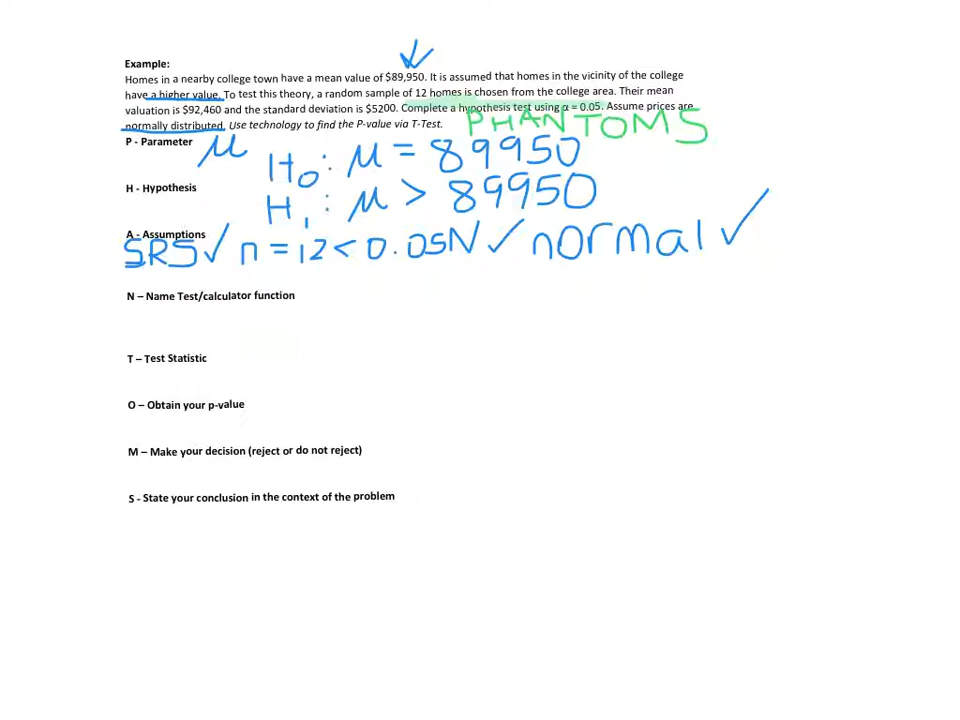 Example:
Homes in a nearby college town have a mean value of $89,950. It is assumed that homes in the vicinity of the college
have a higher value. To test this theory, a random sample of 12 homes is chosen from the college area. Their mean
valuation is $92,460 and the standard deviation is $5200. Complete a hypothesis test using α = 0.05. Assume prices are
normally distributed. Use technology to find the P-value via T-Test.
PHANTOMS
P - Parameter μ
H₀ : μ = 89950
H - Hypothesis
H₁ : μ > 89950
A - Assumptions
SRS ✓ n = 12 < 0.05N ✓ normal ✓
N – Name Test/calculator function
T – Test Statistic
O – Obtain your p-value
M – Make your decision (reject or do not reject)
S - State your conclusion in the context of the problem